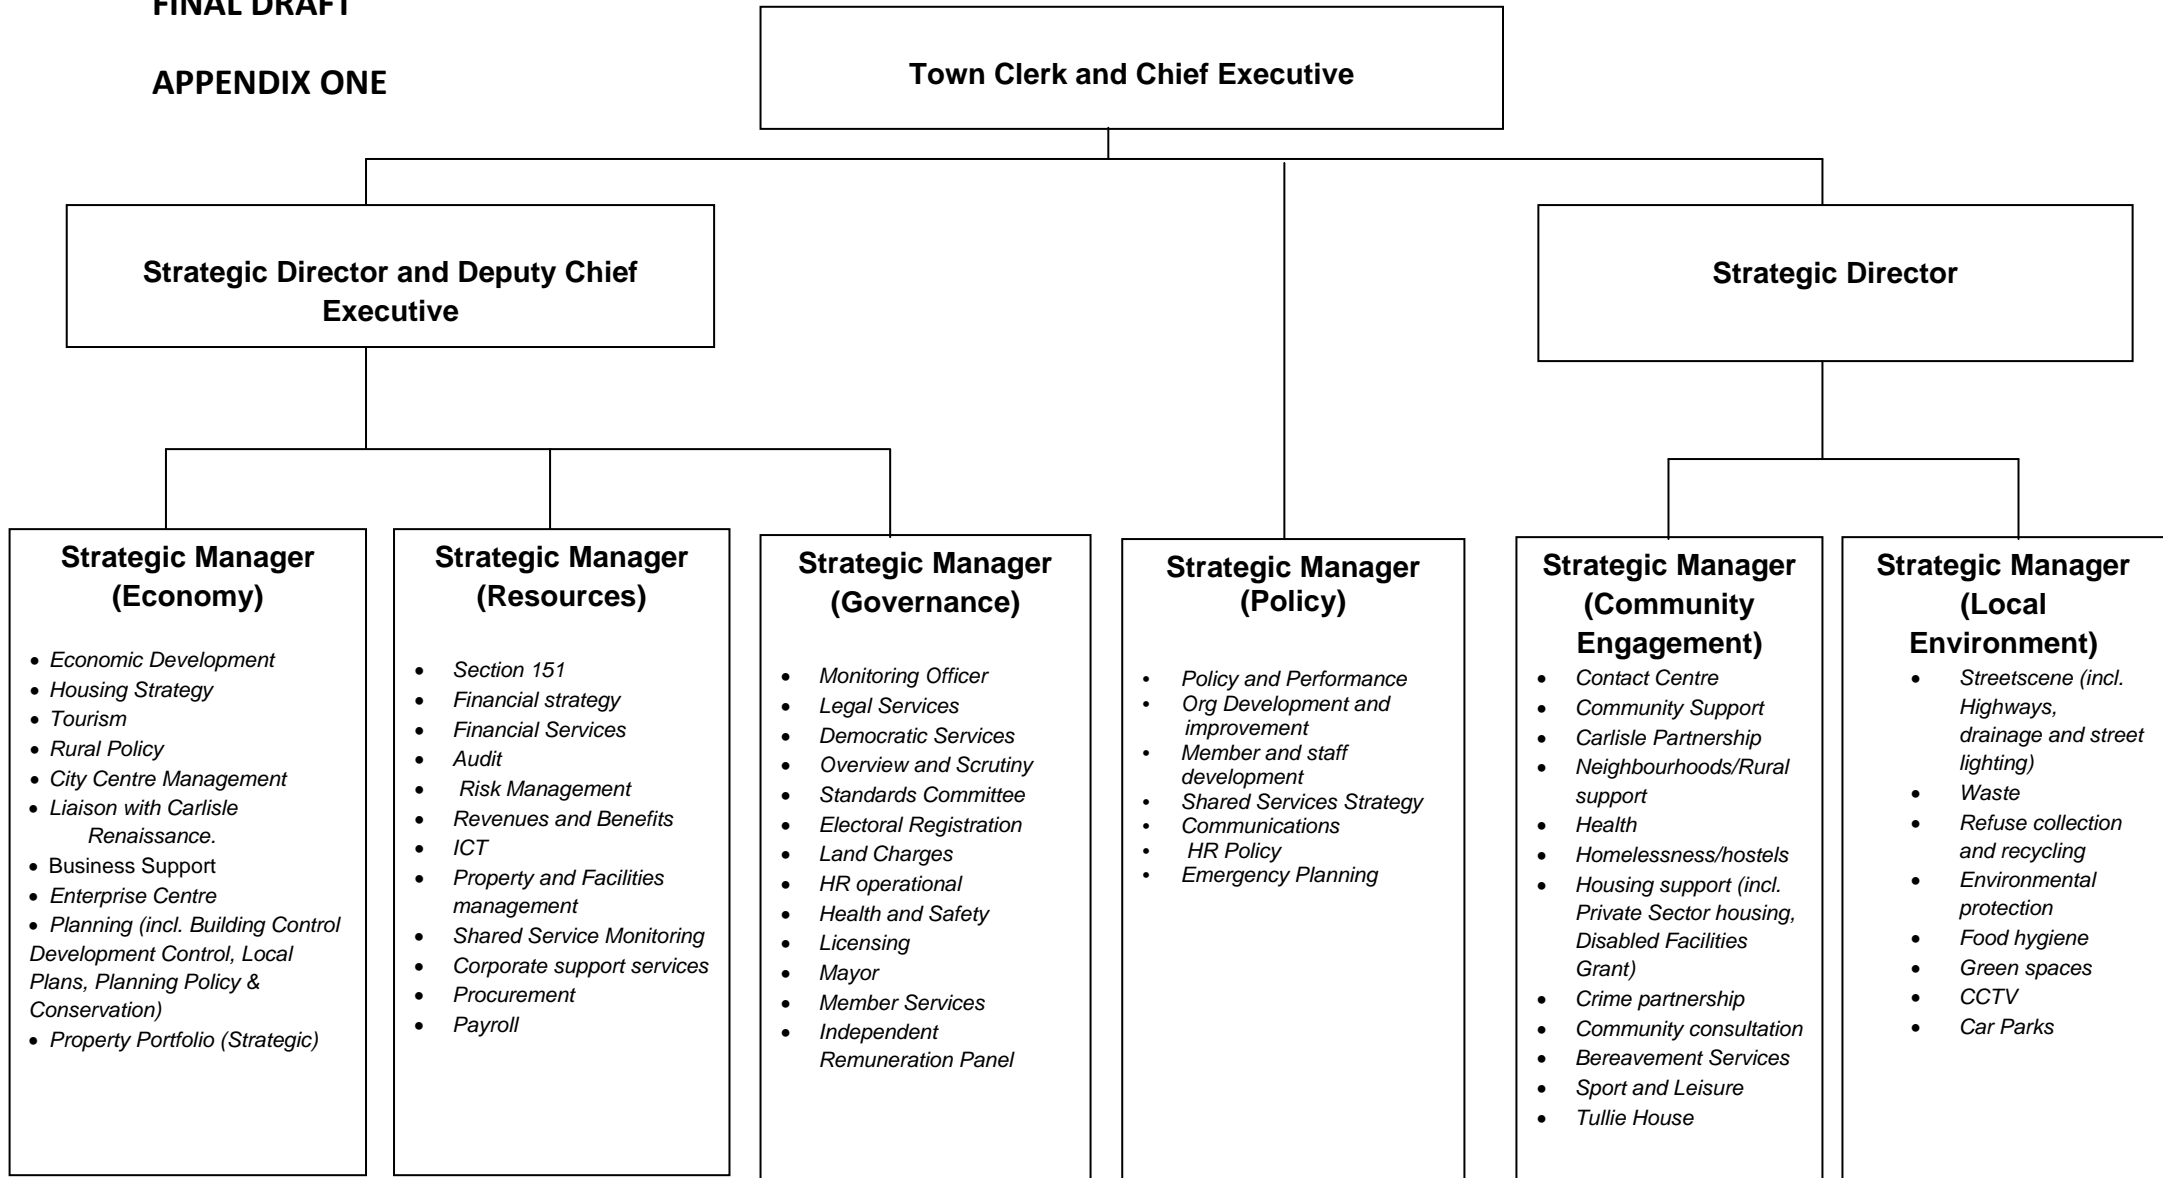 FINAL DRAFT
APPENDIX ONE
Town Clerk and Chief Executive
Strategic Director and Deputy Chief
Executive
Strategic Director
Strategic Manager
(Economy)
• Economic Development
• Housing Strategy
• Tourism
• Rural Policy
• City Centre Management
• Liaison with Carlisle
Renaissance.
• Business Support
• Enterprise Centre
• Planning (incl. Building Control
Development Control, Local
Plans, Planning Policy &
Conservation)
• Property Portfolio (Strategic)
Strategic Manager
(Resources)
• Section 151
• Financial strategy
• Financial Services
• Audit
• Risk Management
• Revenues and Benefits
• ICT
• Property and Facilities
management
• Shared Service Monitoring
• Corporate support services
• Procurement
• Payroll
Strategic Manager
(Governance)
• Monitoring Officer
• Legal Services
• Democratic Services
• Overview and Scrutiny
• Standards Committee
• Electoral Registration
• Land Charges
• HR operational
• Health and Safety
• Licensing
• Mayor
• Member Services
• Independent
Remuneration Panel
Strategic Manager
(Policy)
• Policy and Performance
• Org Development and
improvement
• Member and staff
development
• Shared Services Strategy
• Communications
• HR Policy
• Emergency Planning
Strategic Manager
(Community
Engagement)
• Contact Centre
• Community Support
• Carlisle Partnership
• Neighbourhoods/Rural
support
• Health
• Homelessness/hostels
• Housing support (incl.
Private Sector housing,
Disabled Facilities
Grant)
• Crime partnership
• Community consultation
• Bereavement Services
• Sport and Leisure
• Tullie House
Strategic Manager
(Local
Environment)
• Streetscene (incl.
Highways,
drainage and street
lighting)
• Waste
• Refuse collection
and recycling
• Environmental
protection
• Food hygiene
• Green spaces
• CCTV
• Car Parks